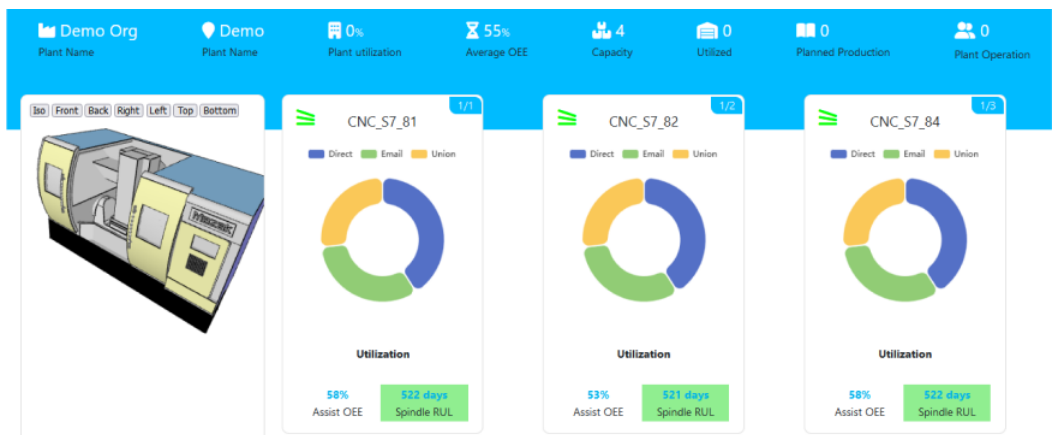 Demo Org
Plant Name
Demo
Plant Name
0%
Plant utilization
55%
Average OEE
4
Capacity
0
Utilized
0
Planned Production
0
Plant Operation
Iso Front Back Right Left Top Bottom
Mazak
1/1
CNC_S7_81
Direct Email Union
Utilization
58%
Assist OEE
522 days
Spindle RUL
1/2
CNC_S7_82
Direct Email Union
Utilization
53%
Assist OEE
521 days
Spindle RUL
1/3
CNC_S7_84
Direct Email Union
Utilization
58%
Assist OEE
522 days
Spindle RUL